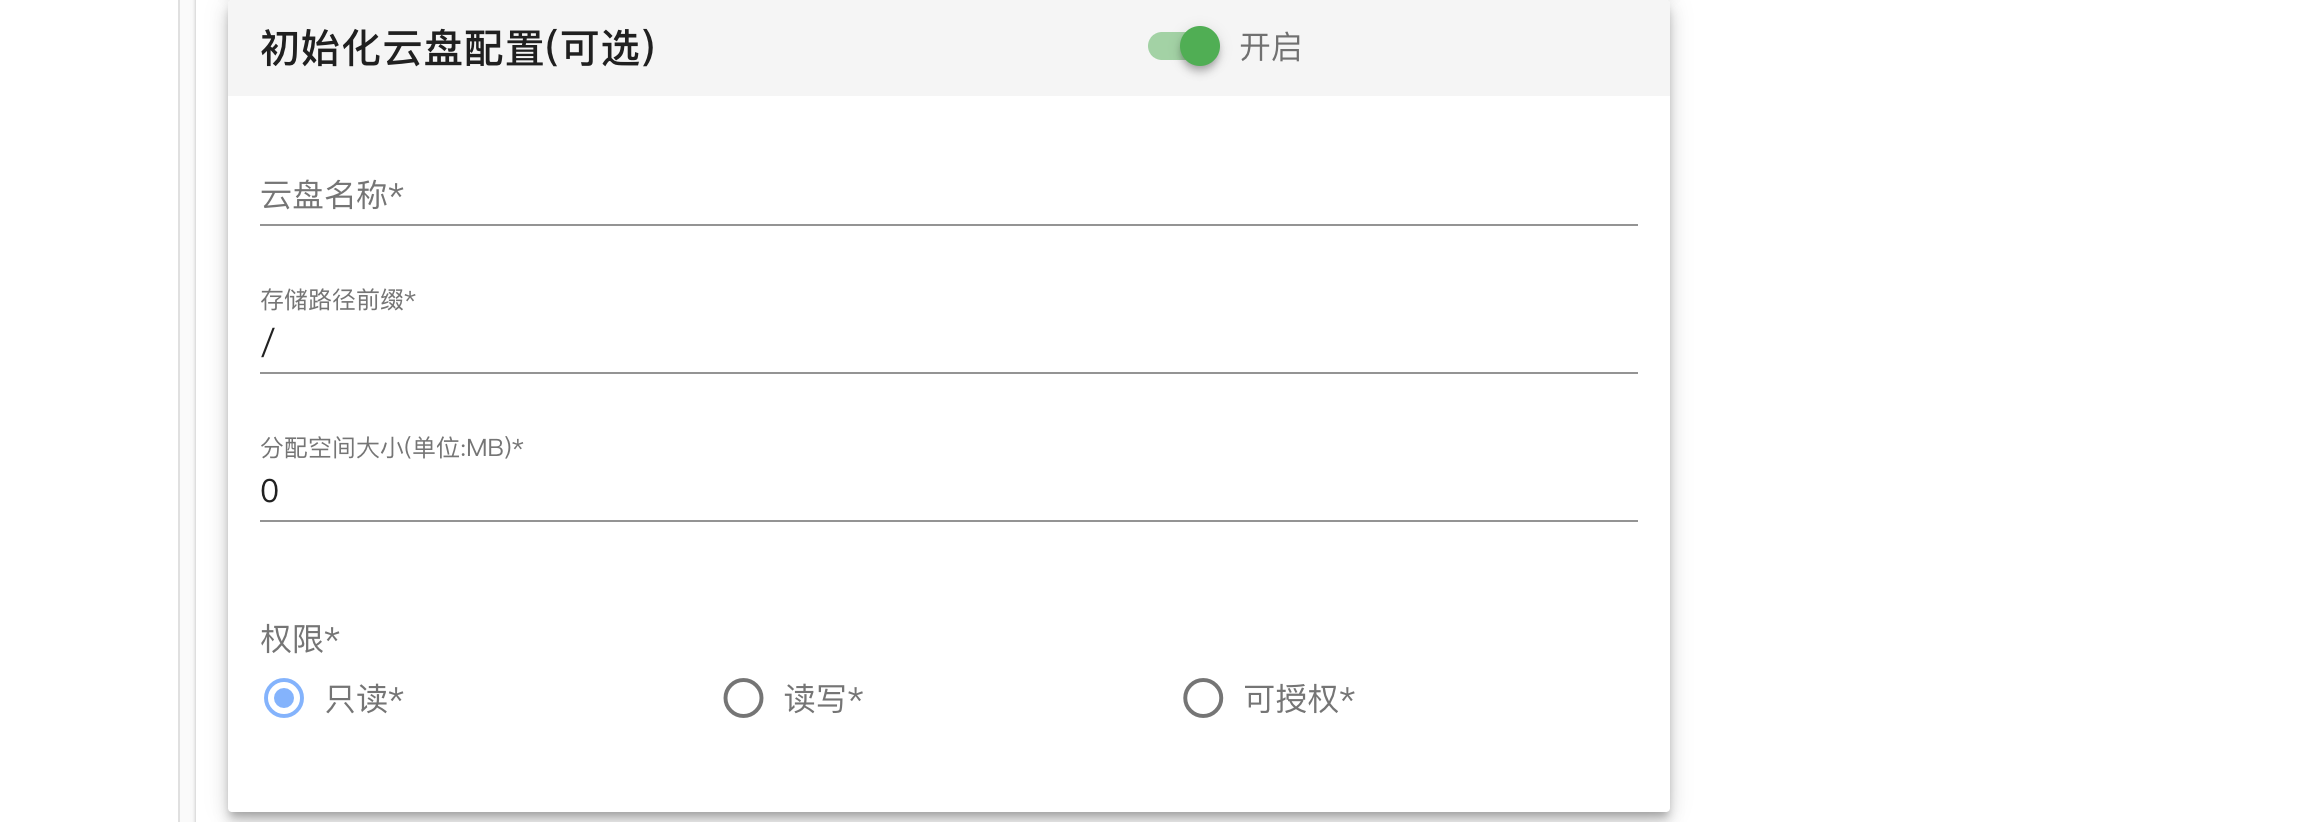 初始化云盘配置(可选) 开启
云盘名称*
存储路径前缀*
/
分配空间大小(单位:MB)*
0
权限*
只读* 读写* 可授权*